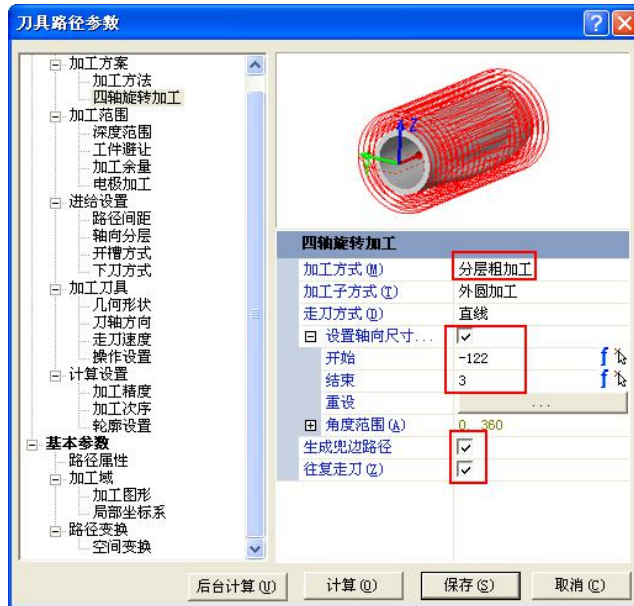 刀具路径参数
加工方案
加工方法
四轴旋转加工
加工范围
深度范围
工件避让
加工余量
电极加工
进给设置
路径间距
轴向分层
开槽方式
下刀方式
加工刀具
几何形状
刀轴方向
走刀速度
操作设置
计算设置
加工精度
加工次序
轮廓设置
基本参数
路径属性
加工域
加工图形
局部坐标系
路径变换
空间变换
Z
四轴旋转加工
加工方式(M) 分层粗加工
加工子方式(T) 外圆加工
走刀方式(D) 直线
设置轴向尺寸...
开始 -122
结束 3
重设 ...
角度范围(A) 0, 360
生成兜边路径
往复走刀(Z)
后台计算(U) 计算(O) 保存(S) 取消(C)